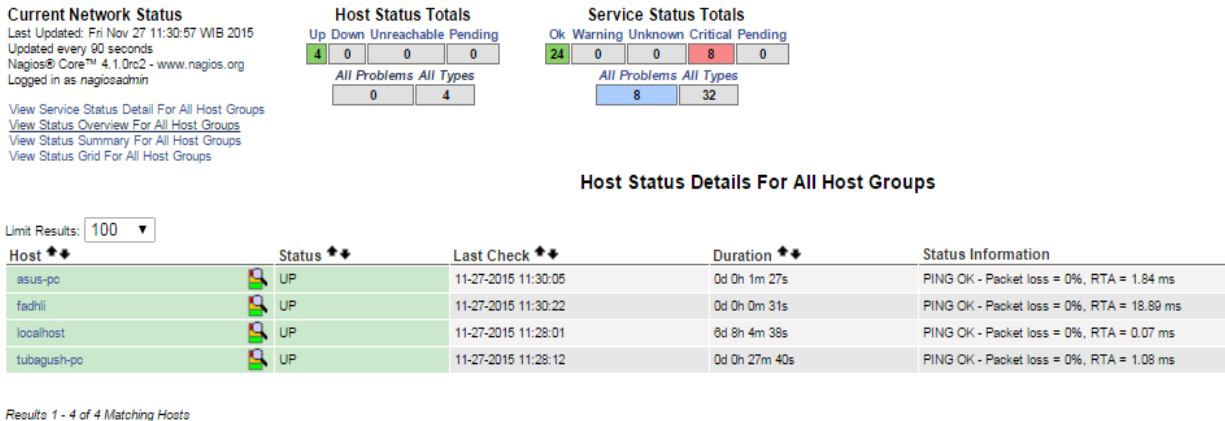 Current Network Status
Last Updated: Fri Nov 27 11:30:57 WIB 2015
Updated every 90 seconds
Nagios® Core™ 4.1.0rc2 - www.nagios.org
Logged in as nagiosadmin
View Service Status Detail For All Host Groups
View Status Overview For All Host Groups
View Status Summary For All Host Groups
View Status Grid For All Host Groups
Host Status Totals
Up Down Unreachable Pending
4 0 0 0
All Problems All Types
0 4
Service Status Totals
Ok Warning Unknown Critical Pending
24 0 0 8 0
All Problems All Types
8 32
Host Status Details For All Host Groups
Limit Results: 100
Host Status Last Check Duration Status Information
asus-pc UP 11-27-2015 11:30:05 0d 0h 1m 27s PING OK - Packet loss = 0%, RTA = 1.84 ms
fadhli UP 11-27-2015 11:30:22 0d 0h 0m 31s PING OK - Packet loss = 0%, RTA = 18.89 ms
localhost UP 11-27-2015 11:28:01 6d 8h 4m 38s PING OK - Packet loss = 0%, RTA = 0.07 ms
tubagush-pc UP 11-27-2015 11:28:12 0d 0h 27m 40s PING OK - Packet loss = 0%, RTA = 1.08 ms
Results 1 - 4 of 4 Matching Hosts